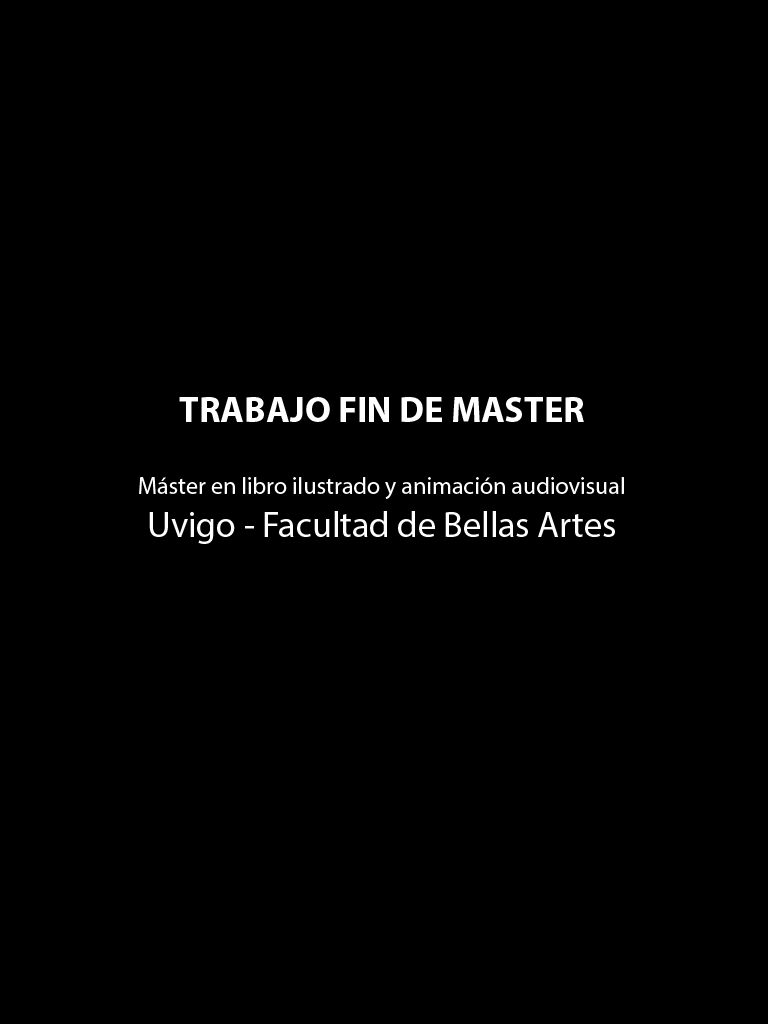 TRABAJO FIN DE MASTER
Máster en libro ilustrado y animación audiovisual
Uvigo - Facultad de Bellas Artes